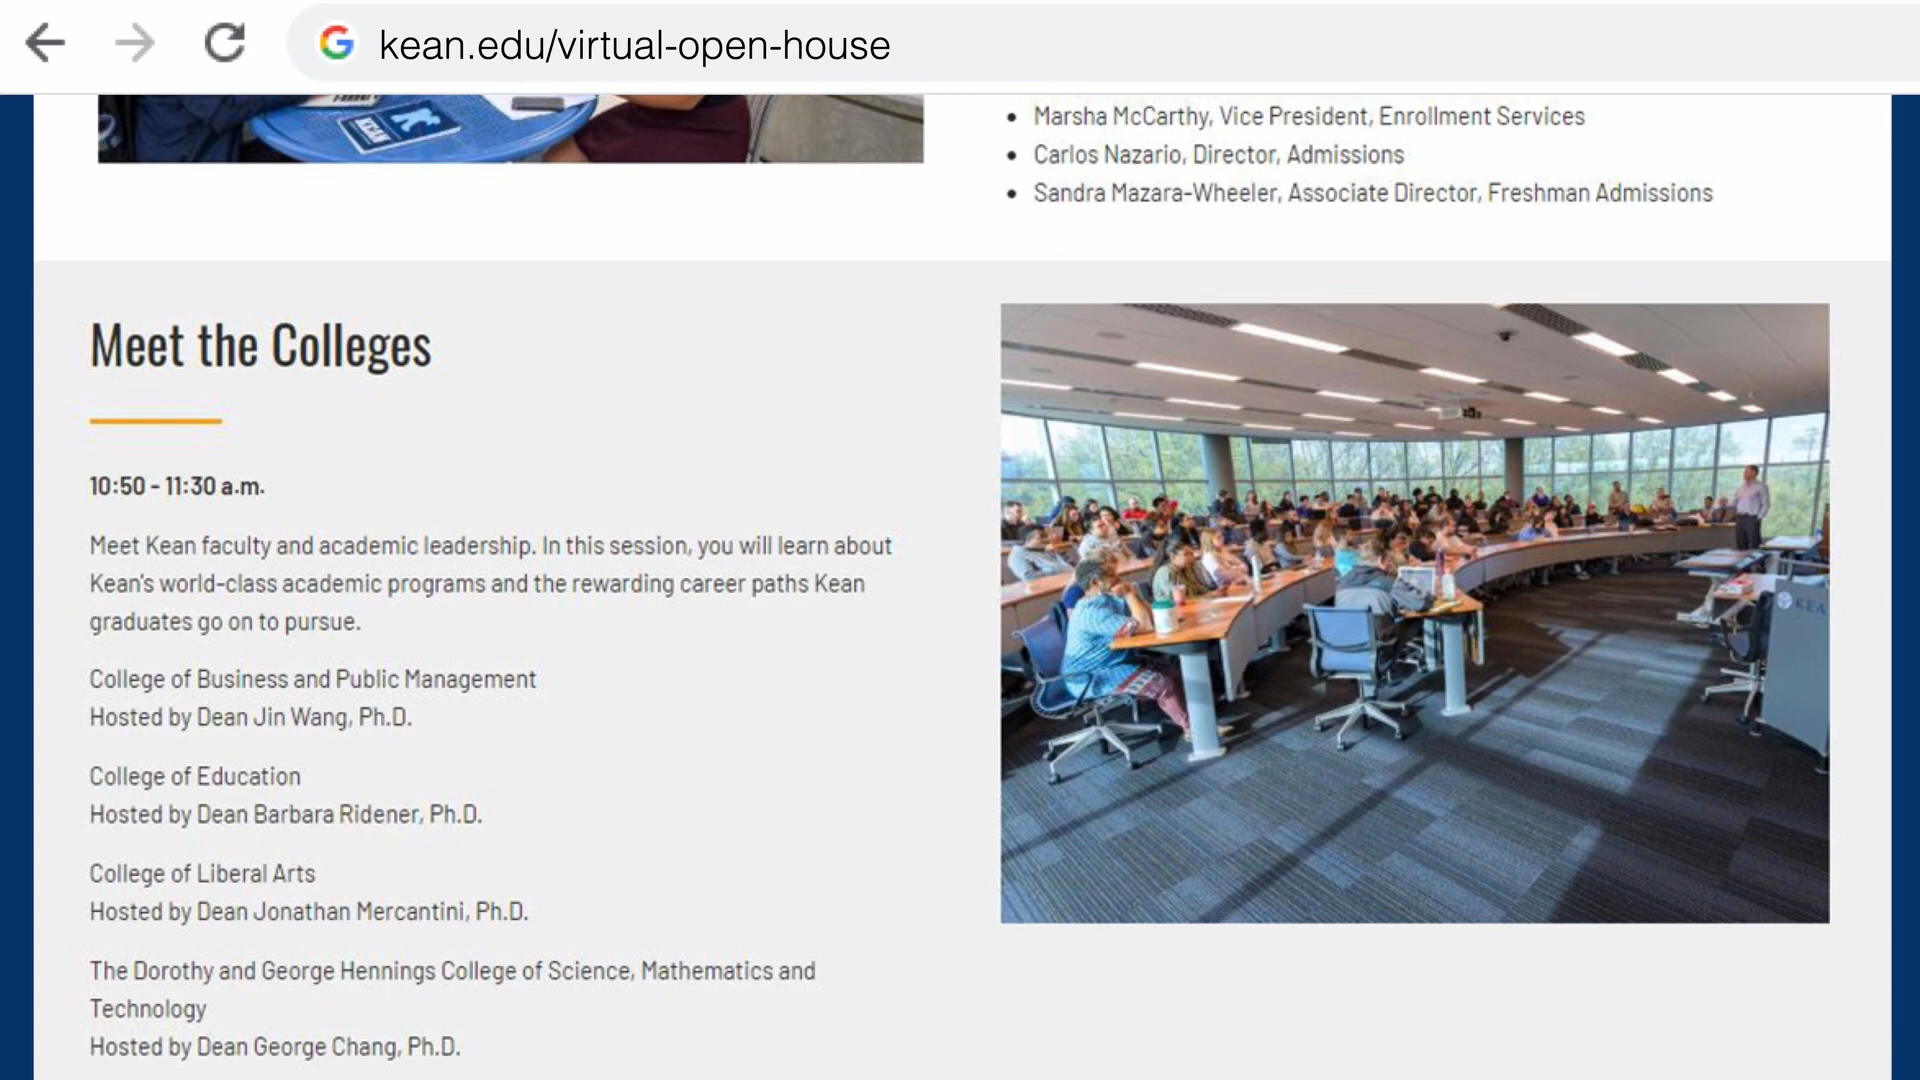 kean.edu/virtual-open-house
KEAN
Marsha McCarthy, Vice President, Enrollment Services
Carlos Nazario, Director, Admissions
Sandra Mazara-Wheeler, Associate Director, Freshman Admissions
Meet the Colleges
10:50 - 11:30 a.m.
Meet Kean faculty and academic leadership. In this session, you will learn about
Kean's world-class academic programs and the rewarding career paths Kean
graduates go on to pursue.
College of Business and Public Management
Hosted by Dean Jin Wang, Ph.D.
College of Education
Hosted by Dean Barbara Ridener, Ph.D.
College of Liberal Arts
Hosted by Dean Jonathan Mercantini, Ph.D.
The Dorothy and George Hennings College of Science, Mathematics and
Technology
Hosted by Dean George Chang, Ph.D.
KEA